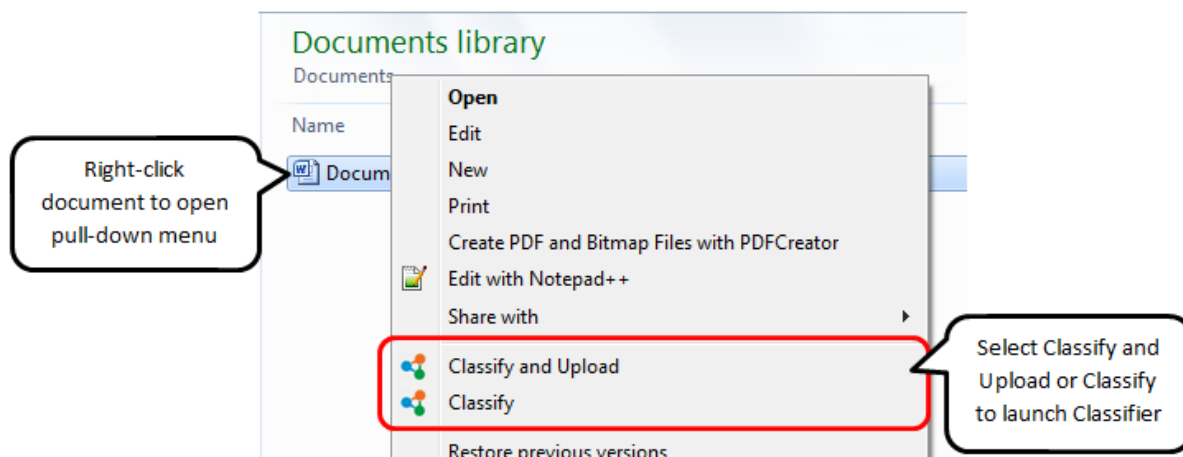 Documents library
Documents
Name
Right-click
document to open
pull-down menu
Docum
Open
Edit
New
Print
Create PDF and Bitmap Files with PDFCreator
Edit with Notepad++
Share with
Classify and Upload
Classify
Select Classify and
Upload or Classify
to launch Classifier
Restore previous versions